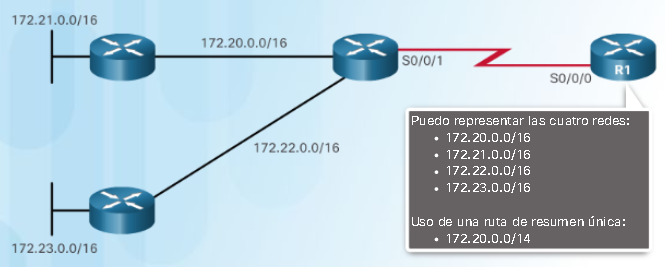 172.21.0.0/16
172.20.0.0/16
S0/0/1
S0/0/0
R1
172.22.0.0/16
172.23.0.0/16
Puedo representar las cuatro redes:
• 172.20.0.0/16
• 172.21.0.0/16
• 172.22.0.0/16
• 172.23.0.0/16
Uso de una ruta de resumen única:
• 172.20.0.0/14